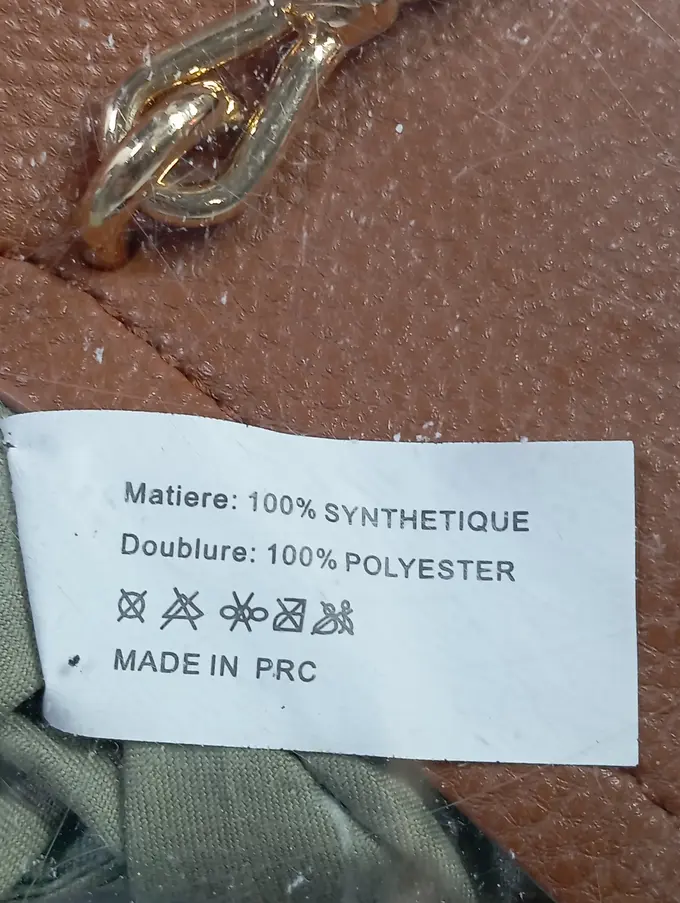 Matiere: 100% SYNTHETIQUE
Doublure: 100% POLYESTER
MADE IN PRC